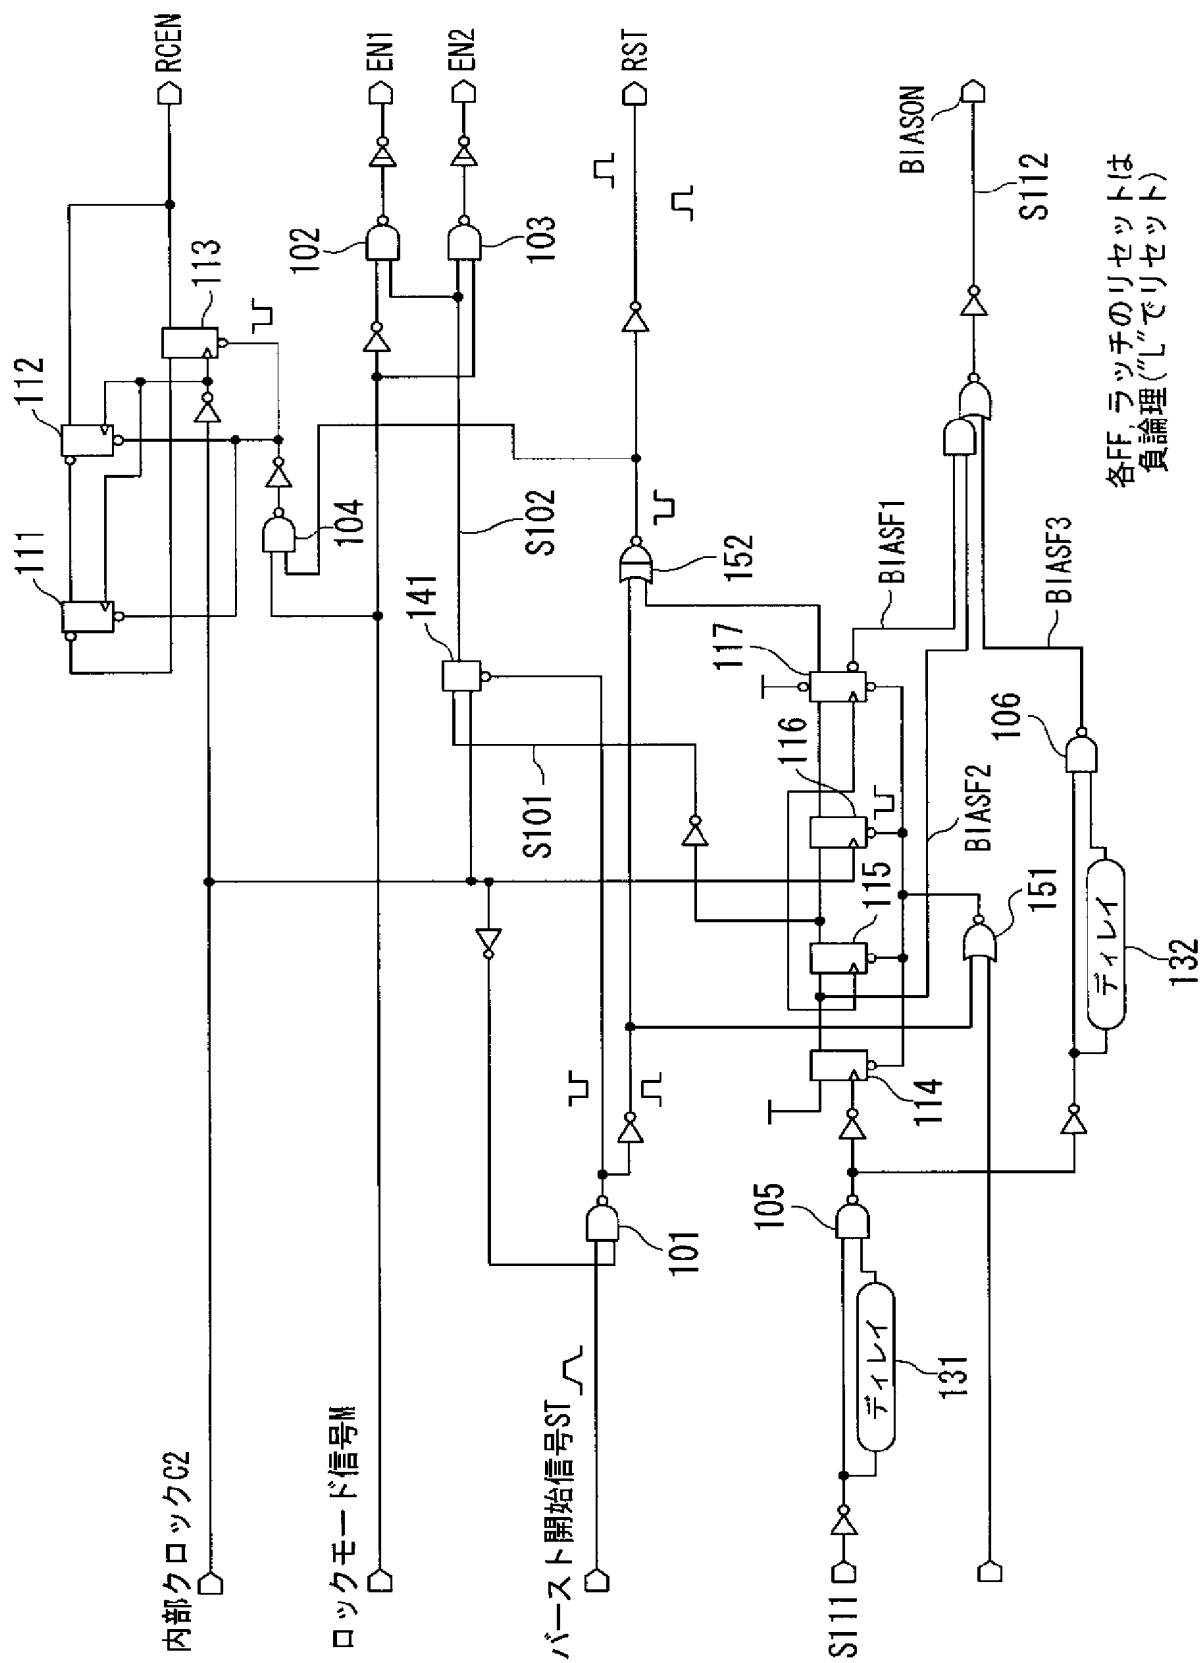 内部クロックC2
ロックモード信号M
バースト開始信号ST
S111
RCEN
EN1
EN2
RST
BIASON
111
112
113
102
103
104
141
S102
S101
101
152
117
116
115
114
BIASF1
BIASF2
BIASF3
S112
105
ディレイ
131
151
106
ディレイ
132
各FF,ラッチのリセットは
負論理("L"でリセット)